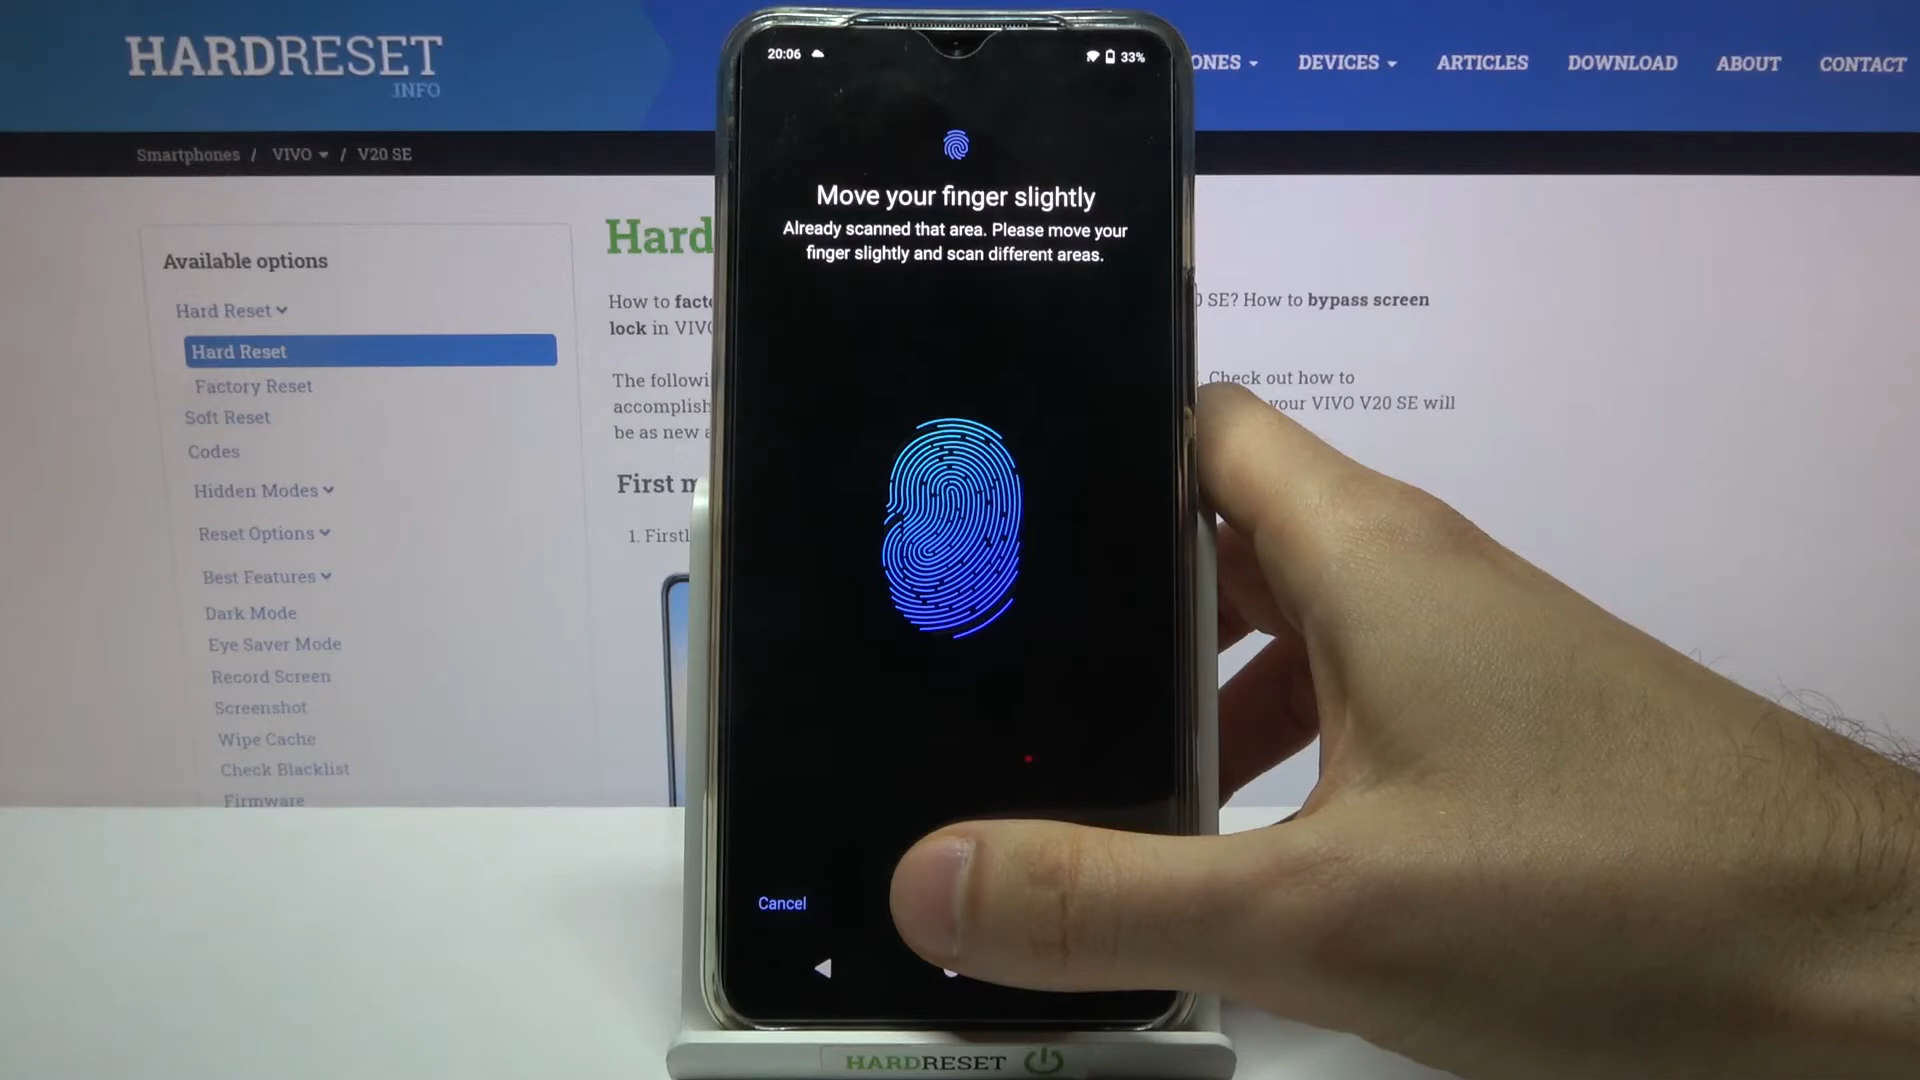 HARDRESET
.INFO
ONES DEVICES ARTICLES DOWNLOAD ABOUT CONTACT
Smartphones / VIVO / V20 SE
Available options
Hard Reset
Hard Reset
Factory Reset
Soft Reset
Codes
Hidden Modes
Reset Options
Best Features
Dark Mode
Eye Saver Mode
Record Screen
Screenshot
Wipe Cache
Check Blacklist
Firmware
Hard
How to
SE? How to bypass screen
lock in VIVO
The followi
Check out how to
accomplish
your VIVO V20 SE will
be as new a
First m
1. Firstl
20:06
33%
Move your finger slightly
Already scanned that area. Please move your
finger slightly and scan different areas.
Cancel
HARDRESET